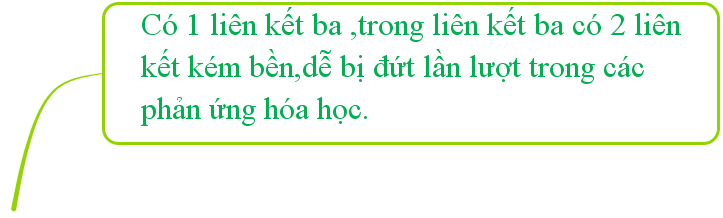 Có 1 liên kết ba ,trong liên kết ba có 2 liên
kết kém bền,dễ bị đứt lần lượt trong các
phản ứng hóa học.